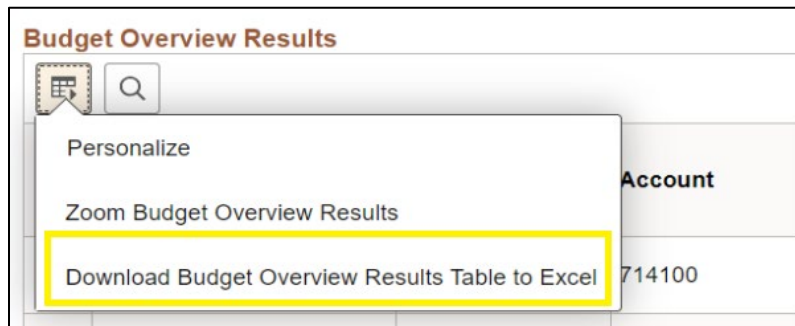 Budget Overview Results
Personalize
Account
Zoom Budget Overview Results
Download Budget Overview Results Table to Excel
714100